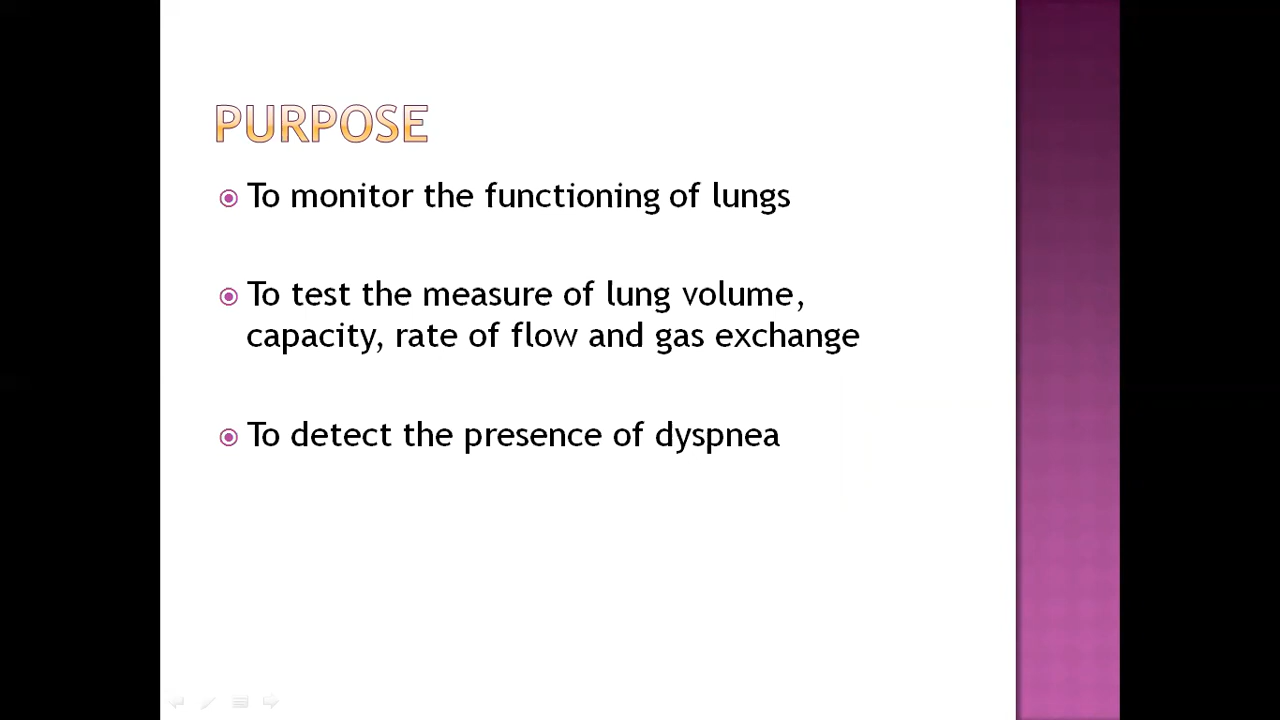 PURPOSE
To monitor the functioning of lungs
To test the measure of lung volume,
capacity, rate of flow and gas exchange
To detect the presence of dyspnea